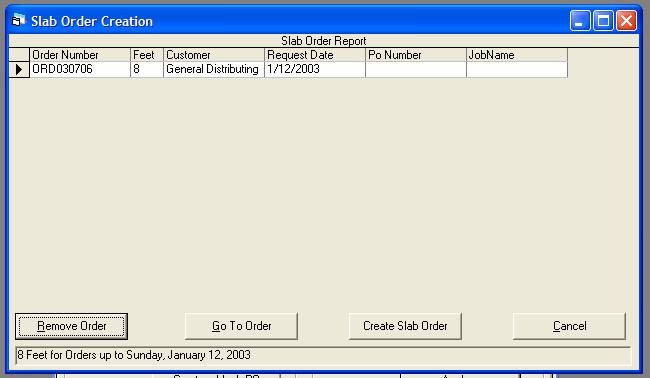 Slab Order Creation
Slab Order Report
Order Number Feet Customer Request Date Po Number JobName
ORD030706 8 General Distributing 1/12/2003
Remove Order Go To Order Create Slab Order Cancel
8 Feet for Orders up to Sunday, January 12, 2003